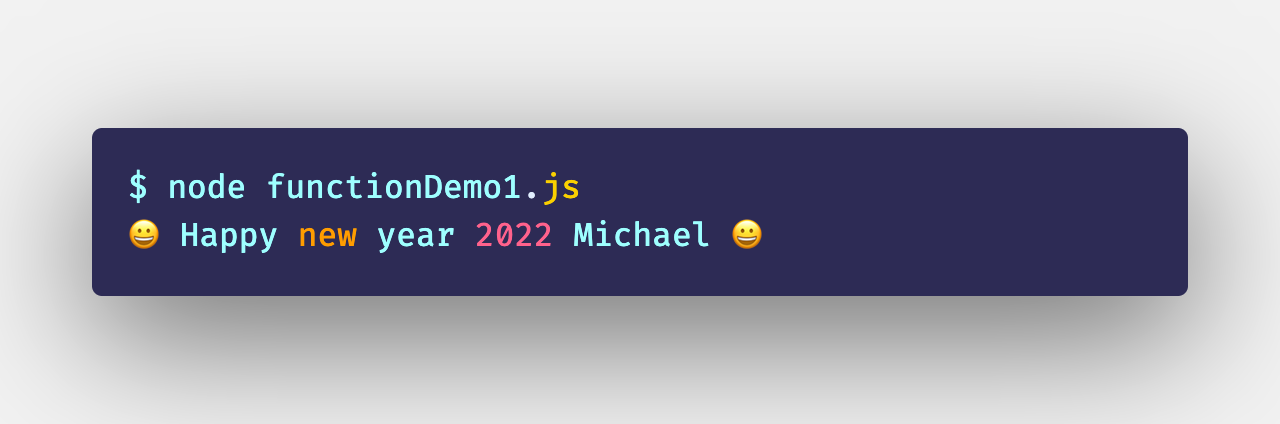 $ node functionDemo1.js
😀 Happy new year 2022 Michael 😀